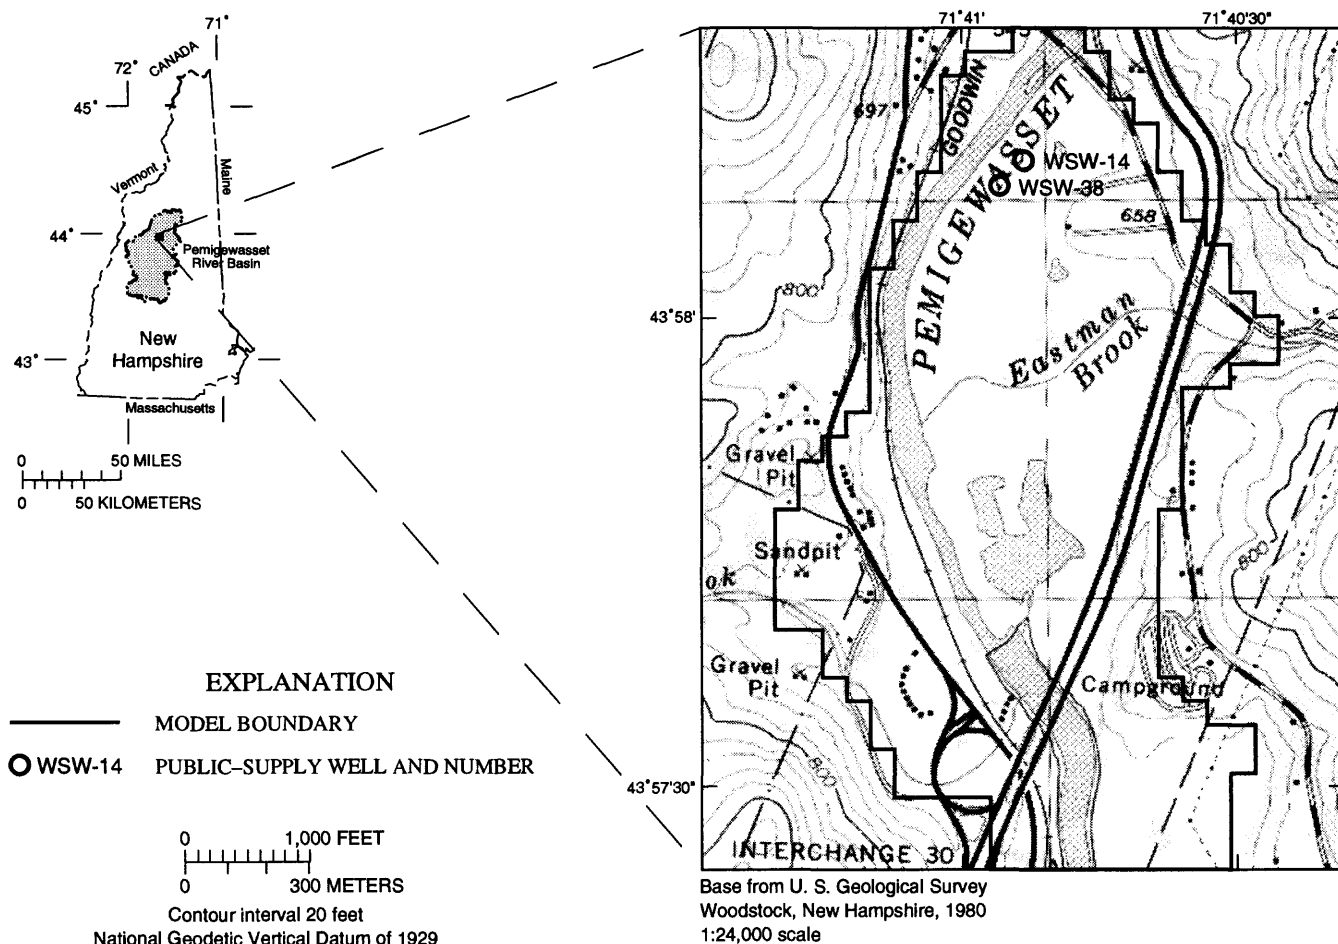 71°
72°
CANADA
45°
Vermont
Maine
44°
Pemigewasset
River Basin
New
Hampshire
43°
Massachusetts
0 50 MILES
0 50 KILOMETERS
EXPLANATION
MODEL BOUNDARY
WSW-14 PUBLIC–SUPPLY WELL AND NUMBER
0 1,000 FEET
0 300 METERS
Contour interval 20 feet
National Geodetic Vertical Datum of 1929
71°41'
71°40'30"
697
GOODWIN
PEMIGEWASSET
WSW-14
WSW-38
658
800
43°58'
Eastman
Brook
Gravel
Pit
Sandpit
ok
800
Gravel
Pit
Campground
800
43°57'30"
INTERCHANGE 30
Base from U. S. Geological Survey
Woodstock, New Hampshire, 1980
1:24,000 scale